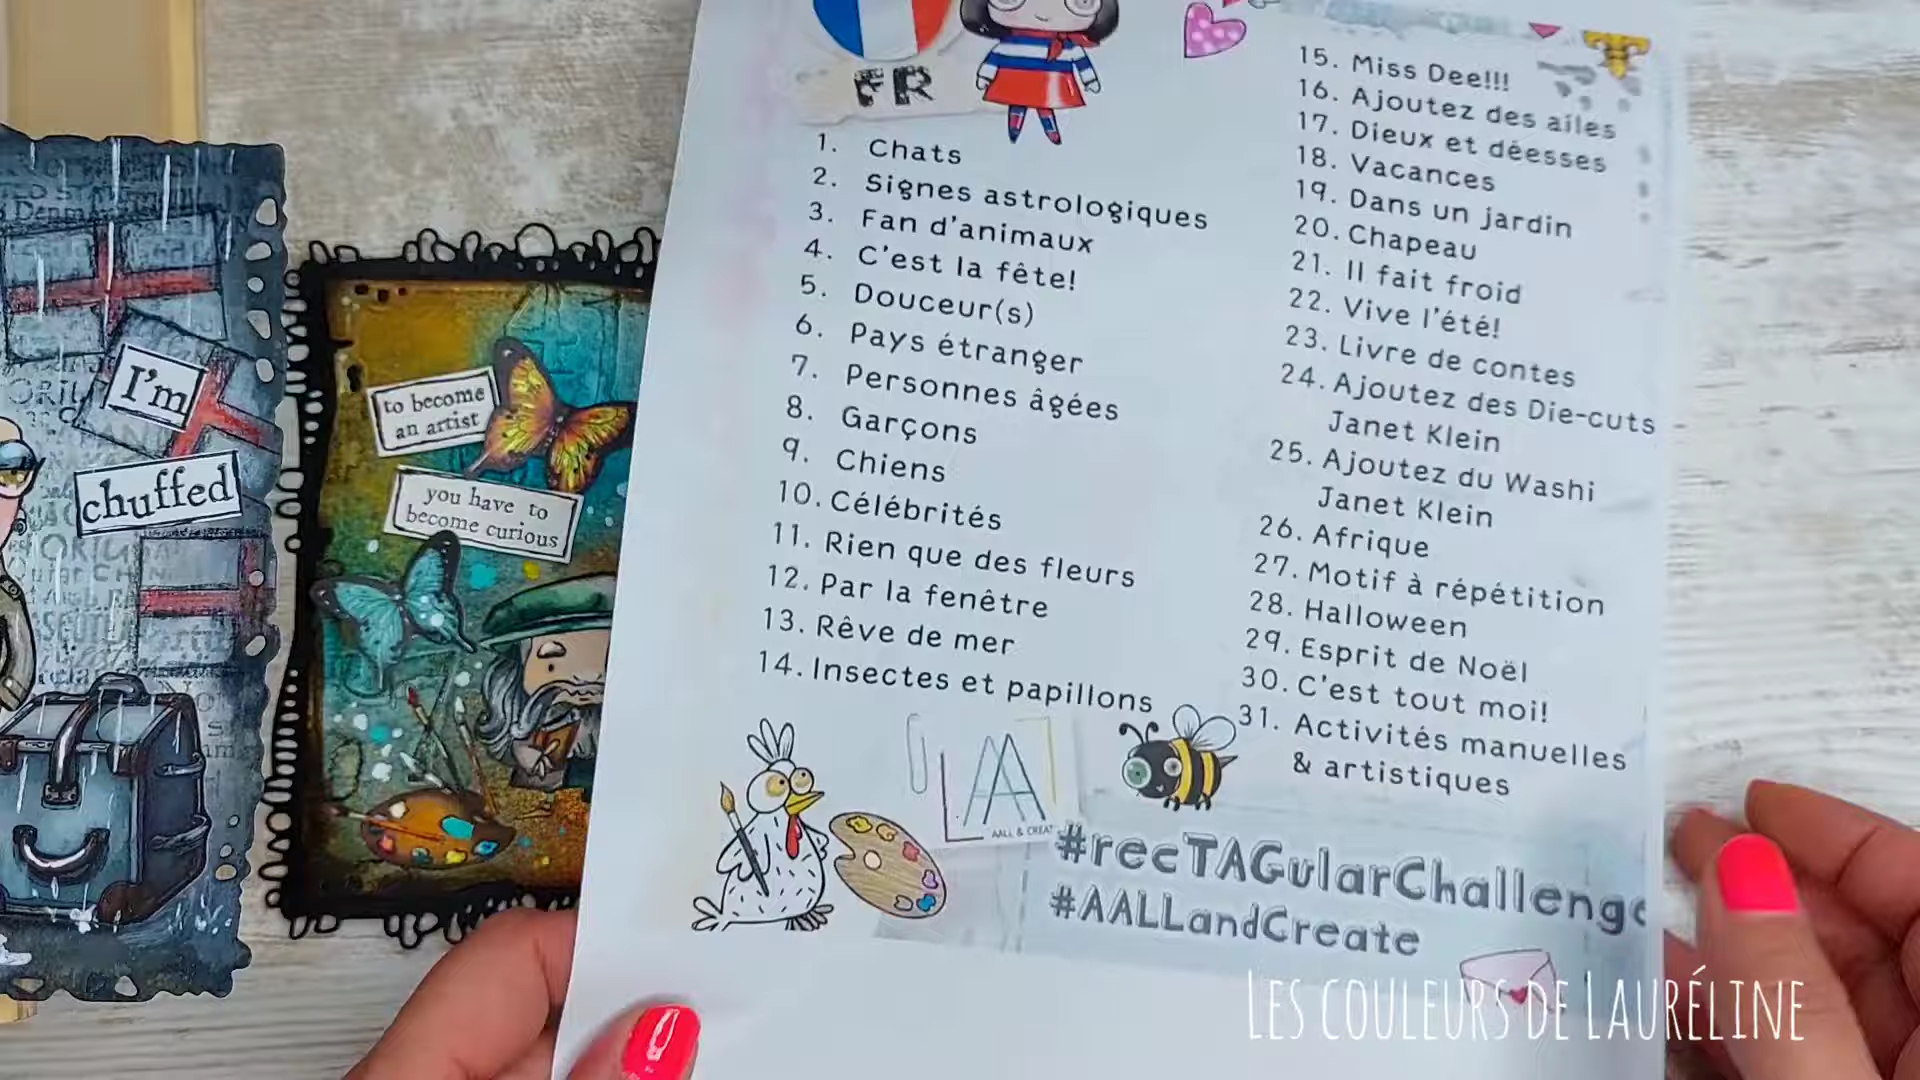 I'm
chuffed
to become
an artist
you have to
become curious
FR
1. Chats
2. Signes astrologiques
3. Fan d'animaux
4. C'est la fête!
5. Douceur(s)
6. Pays étranger
7. Personnes âgées
8. Garçons
9. Chiens
10. Célébrités
11. Rien que des fleurs
12. Par la fenêtre
13. Rêve de mer
14. Insectes et papillons
15. Miss Dee!!!
16. Ajoutez des ailes
17. Dieux et déesses
18. Vacances
19. Dans un jardin
20. Chapeau
21. Il fait froid
22. Vive l'été!
23. Livre de contes
24. Ajoutez des Die-cuts
Janet Klein
25. Ajoutez du Washi
Janet Klein
26. Afrique
27. Motif à répétition
28. Halloween
29. Esprit de Noël
30. C'est tout moi!
31. Activités manuelles
& artistiques
AALL & CREAT
#recTAGularChallenge
#AALLandCreate
LES COULEURS DE LAURÉLINE